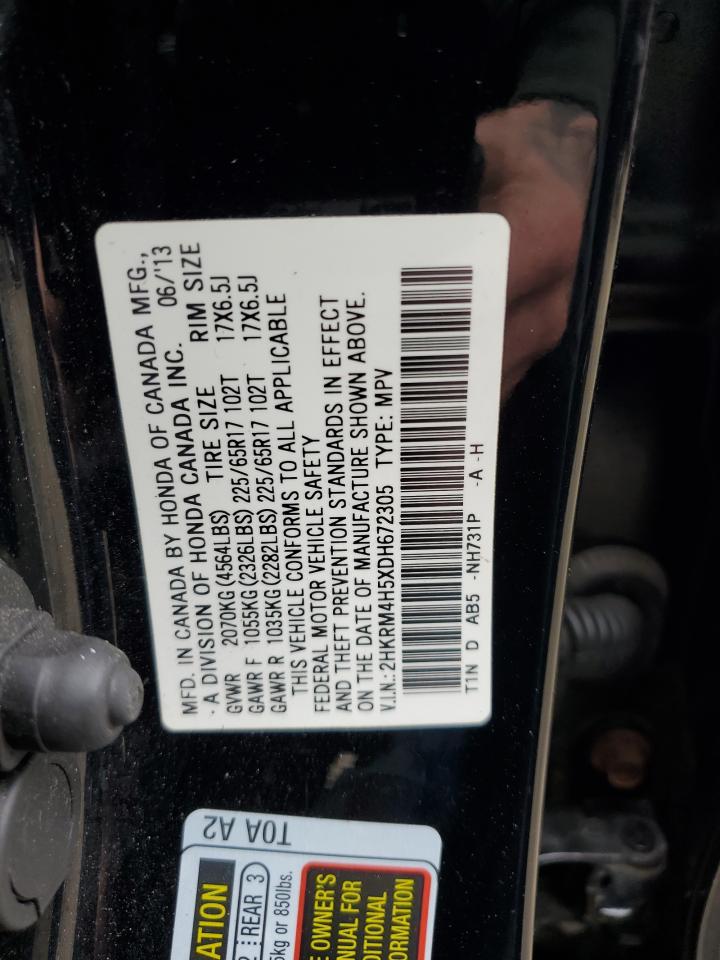 MFD. IN CANADA BY HONDA OF CANADA MFG.,
A DIVISION OF HONDA CANADA INC. 06/'13
GVWR 2070KG (4564LBS) TIRE SIZE RIM SIZE
GAWR F 1055KG (2326LBS) 225/65R17 102T 17X6.5J
GAWR R 1035KG (2282LBS) 225/65R17 102T 17X6.5J
THIS VEHICLE CONFORMS TO ALL APPLICABLE
FEDERAL MOTOR VEHICLE SAFETY
AND THEFT PREVENTION STANDARDS IN EFFECT
ON THE DATE OF MANUFACTURE SHOWN ABOVE.
V.I.N.: 2HKRM4H5XDH672305 TYPE: MPV
T1N D AB5 -NH731P -A -H
T0A A2
ATION
REAR 3
kg or 850lbs.
OWNER'S
NUAL FOR
DITIONAL
ORMATION